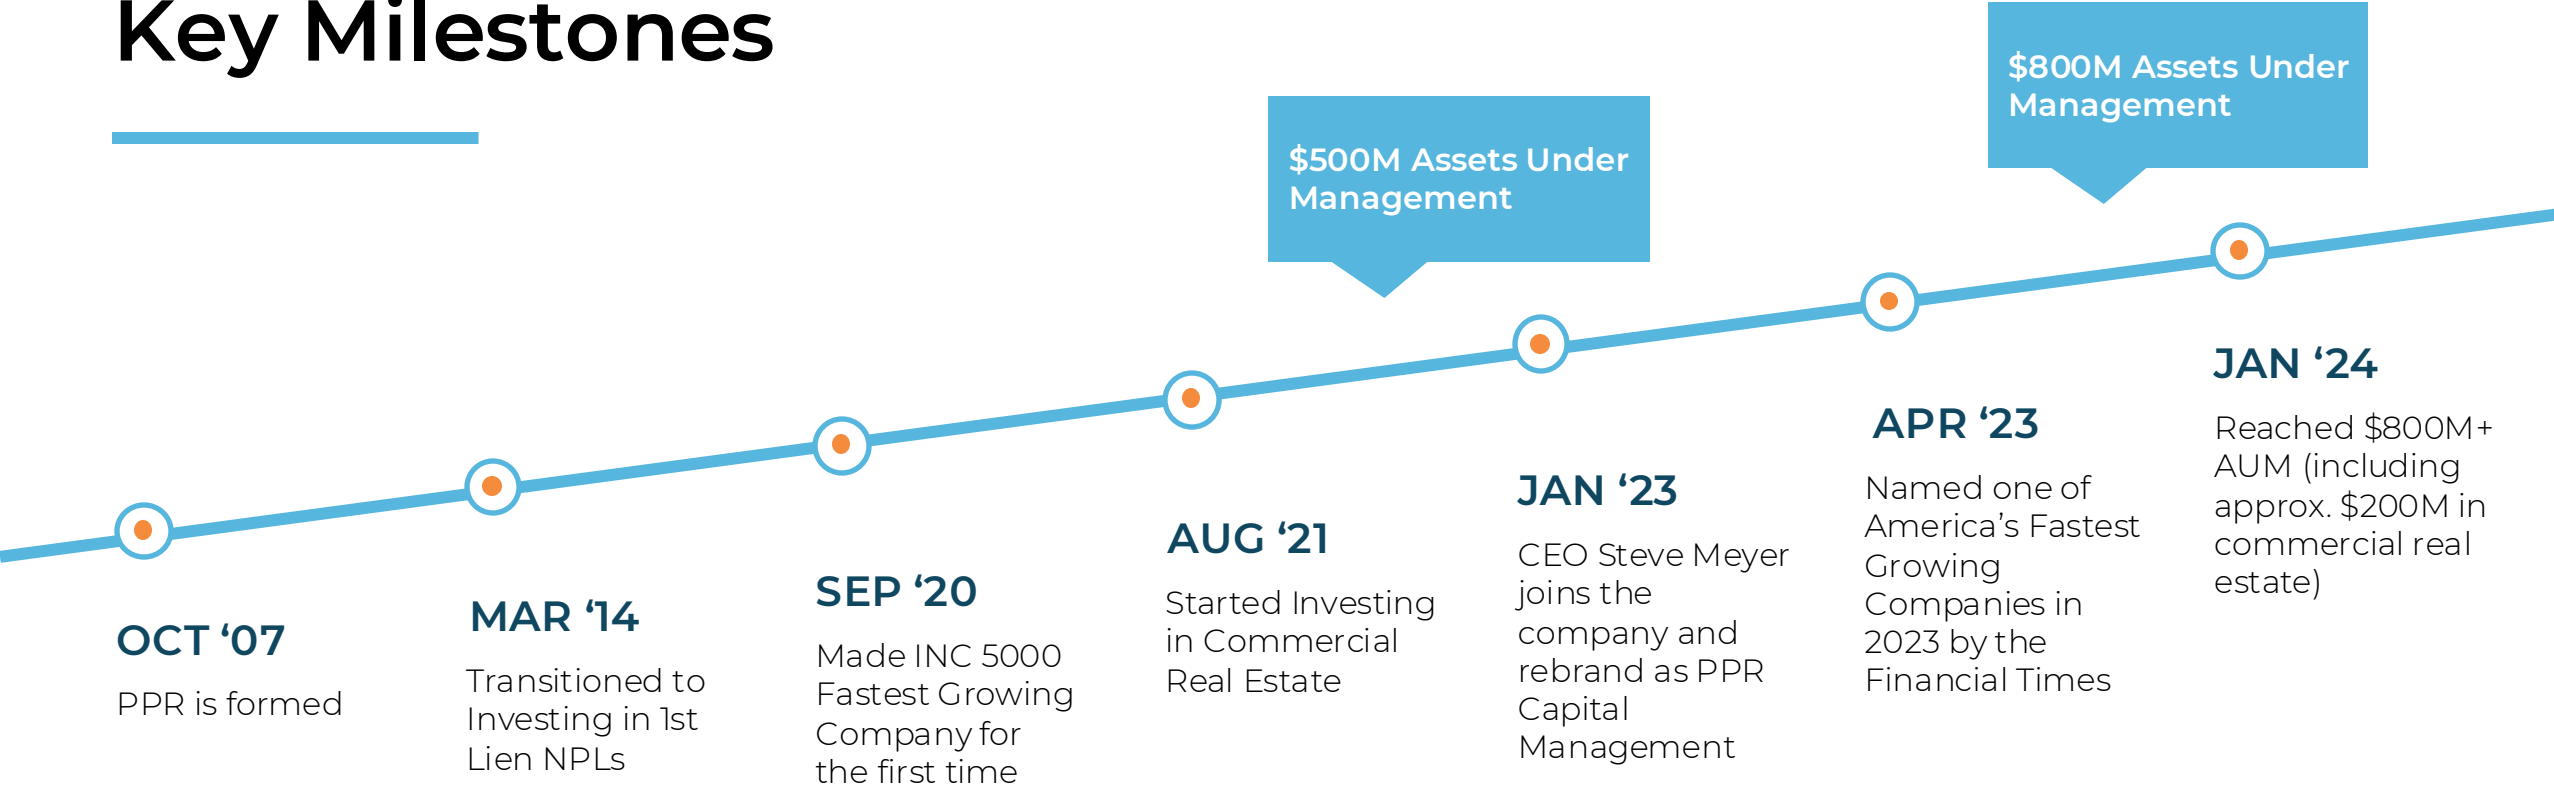 Key Milestones
$500M Assets Under
Management
$800M Assets Under
Management
OCT ‘07
PPR is formed
MAR ‘14
Transitioned to
Investing in 1st
Lien NPLs
SEP ‘20
Made INC 5000
Fastest Growing
Company for
the first time
AUG ‘21
Started Investing
in Commercial
Real Estate
JAN ‘23
CEO Steve Meyer
joins the
company and
rebrand as PPR
Capital
Management
APR ‘23
Named one of
America’s Fastest
Growing
Companies in
2023 by the
Financial Times
JAN ‘24
Reached $800M+
AUM (including
approx. $200M in
commercial real
estate)